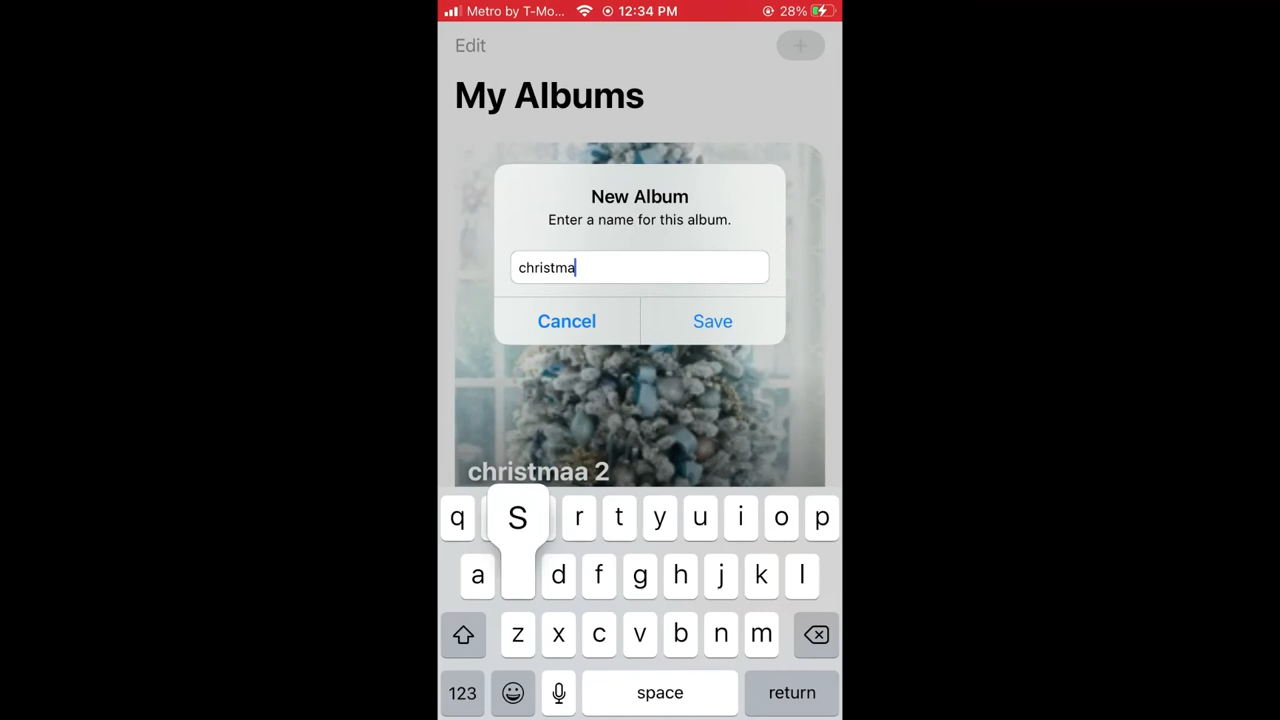 Metro by T-Mo... 12:34 PM 28%
Edit +
My Albums
New Album
Enter a name for this album.
christma
Cancel Save
christmaa 2
q S r t y u i o p
a d f g h j k l
z x c v b n m
123 space return